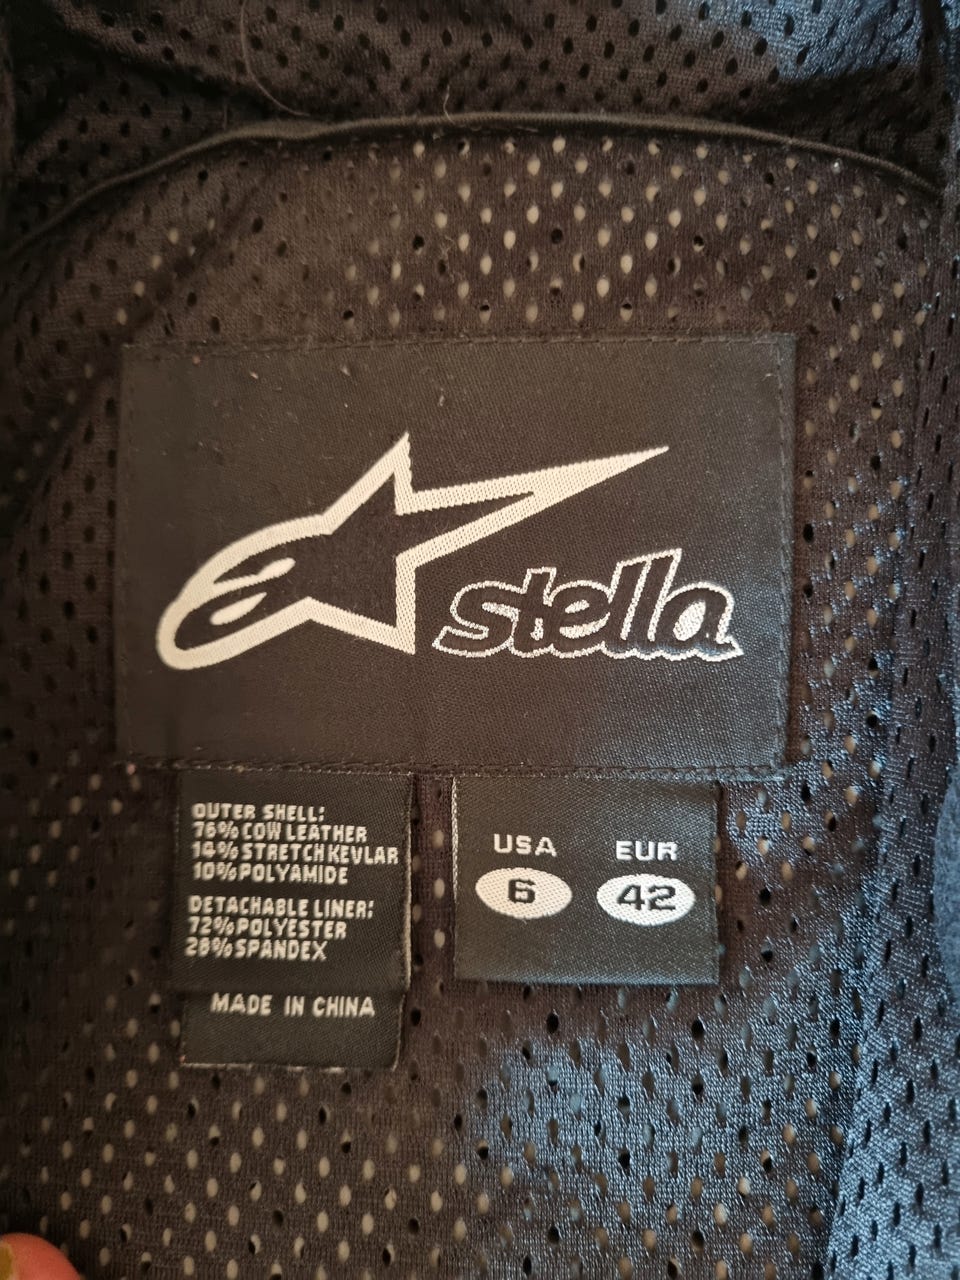 stella
OUTER SHELL:
76% COW LEATHER
14% STRETCH KEVLAR
10% POLYAMIDE
DETACHABLE LINER:
72% POLYESTER
28% SPANDEX
MADE IN CHINA
USA EUR
6 42